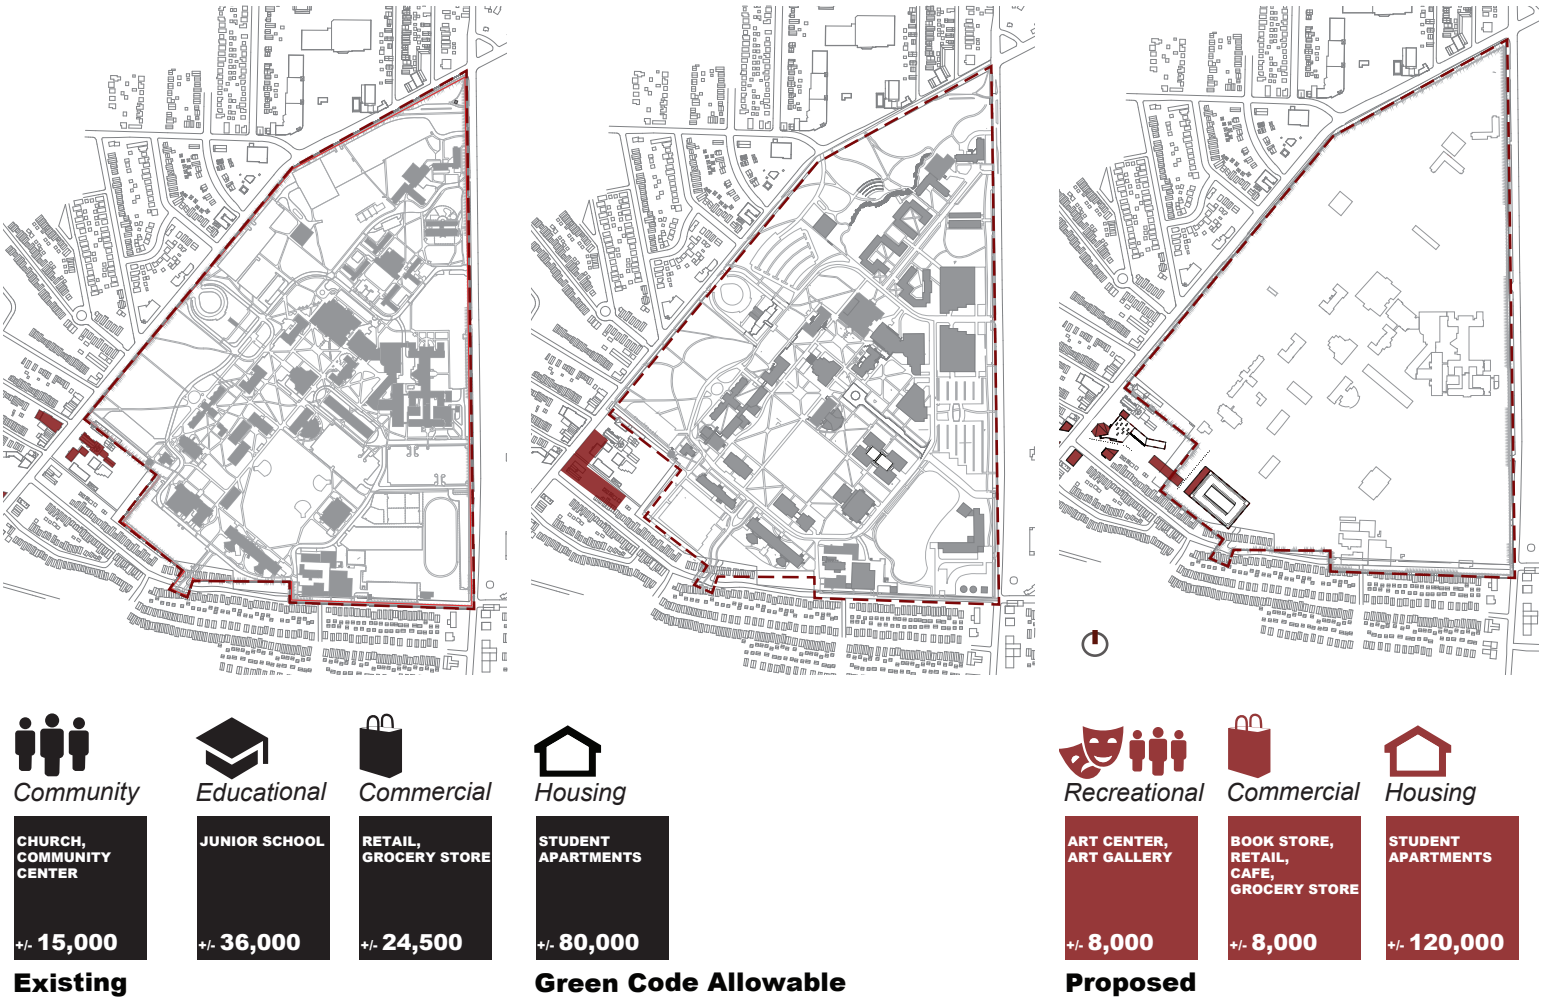 Community
CHURCH,
COMMUNITY
CENTER
+/- 15,000
Educational
JUNIOR SCHOOL
+/- 36,000
Commercial
RETAIL,
GROCERY STORE
+/- 24,500
Existing
Housing
STUDENT
APARTMENTS
+/- 80,000
Green Code Allowable
Recreational
ART CENTER,
ART GALLERY
+/- 8,000
Commercial
BOOK STORE,
RETAIL,
CAFE,
GROCERY STORE
+/- 8,000
Housing
STUDENT
APARTMENTS
+/- 120,000
Proposed